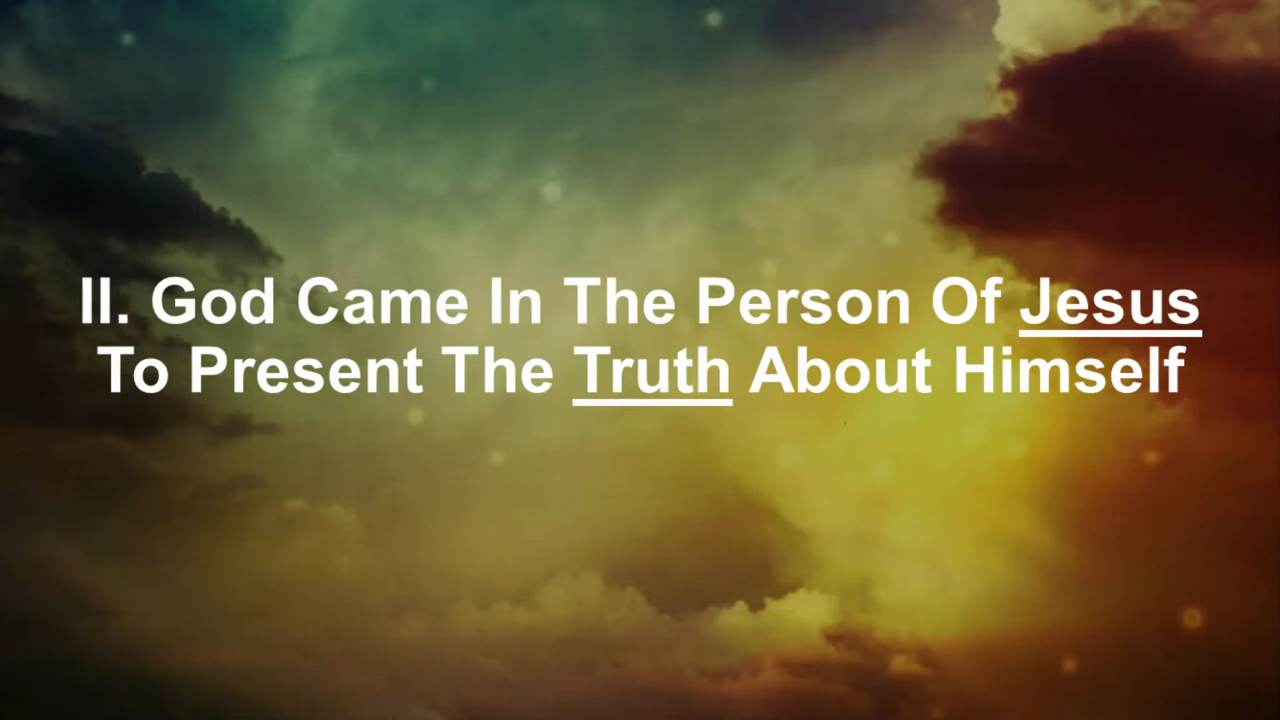 II. God Came In The Person Of Jesus
To Present The Truth About Himself